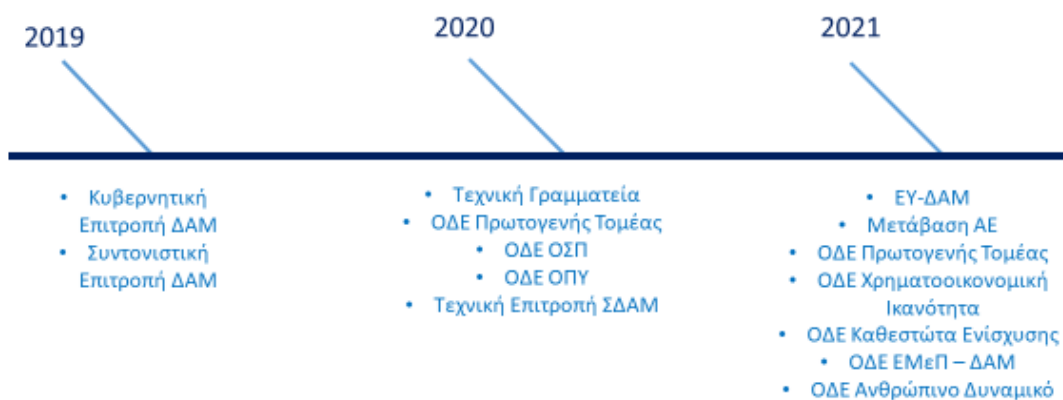 2019
• Κυβερνητική
Επιτροπή ΔΑΜ
• Συντονιστική
Επιτροπή ΔΑΜ
2020
• Τεχνική Γραμματεία
• ΟΔΕ Πρωτογενής Τομέας
• ΟΔΕ ΟΣΠ
• ΟΔΕ ΟΠΥ
• Τεχνική Επιτροπή ΣΔΑΜ
2021
• ΕΥ-ΔΑΜ
• Μετάβαση ΑΕ
• ΟΔΕ Πρωτογενής Τομέας
• ΟΔΕ Χρηματοοικονομική
Ικανότητα
• ΟΔΕ Καθεστώτα Ενίσχυσης
• ΟΔΕ ΕΜεΠ – ΔΑΜ
• ΟΔΕ Ανθρώπινο Δυναμικό